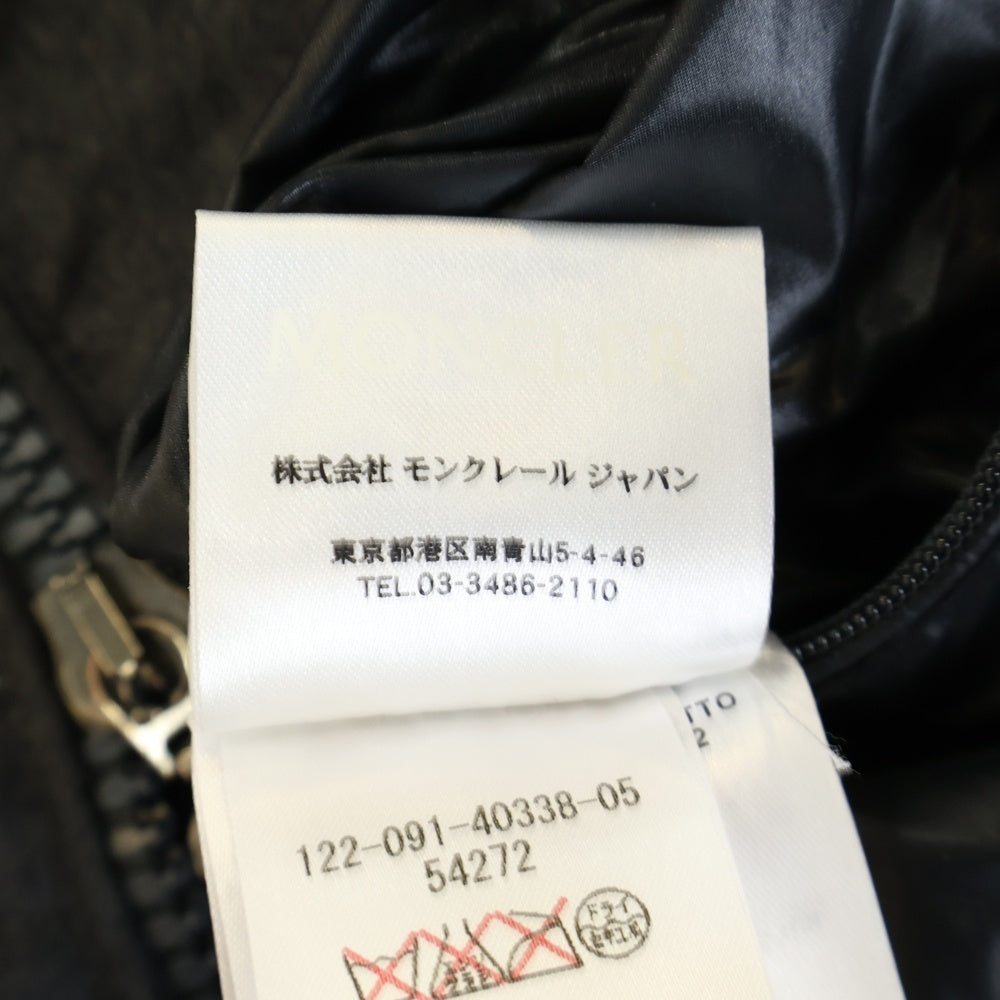 MONCLER
株式会社 モンクレール ジャパン
東京都港区南青山5-4-46
TEL.03-3486-2110
TTO
2
122-091-40338-05
54272
ドライ